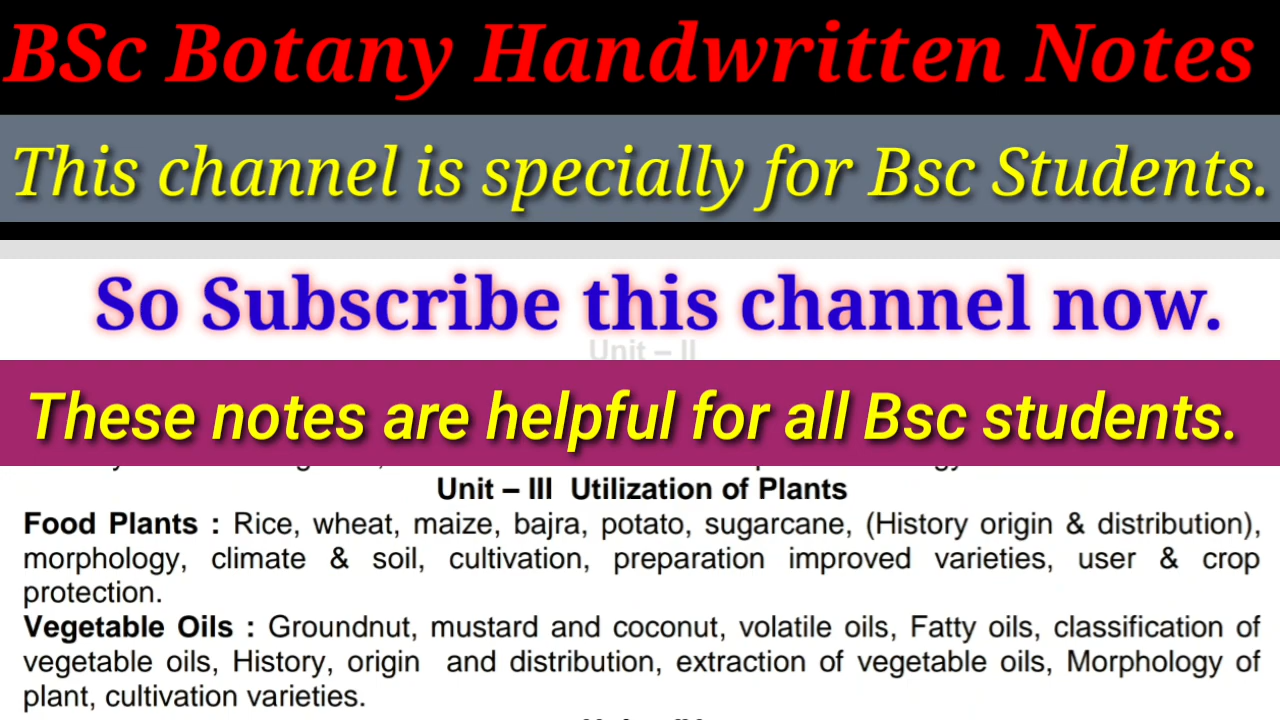 BSc Botany Handwritten Notes
This channel is specially for Bsc Students.
So Subscribe this channel now.
Unit – II
These notes are helpful for all Bsc students.
Unit – III Utilization of Plants
Food Plants : Rice, wheat, maize, bajra, potato, sugarcane, (History origin & distribution),
morphology, climate & soil, cultivation, preparation improved varieties, user & crop
protection.
Vegetable Oils : Groundnut, mustard and coconut, volatile oils, Fatty oils, classification of
vegetable oils, History, origin and distribution, extraction of vegetable oils, Morphology of
plant, cultivation varieties.